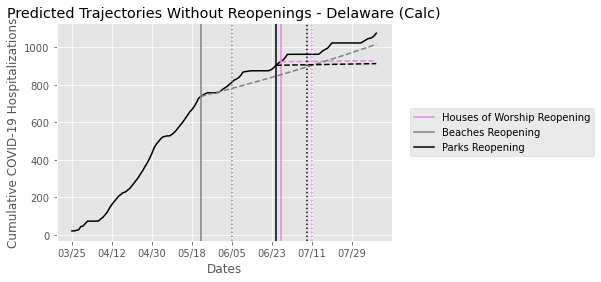 Predicted Trajectories Without Reopenings - Delaware (Calc)
Cumulative COVID-19 Hospitalizations
1000
800
600
400
200
0
03/25 04/12 04/30 05/18 06/05 06/23 07/11 07/29
Dates
Houses of Worship Reopening
Beaches Reopening
Parks Reopening